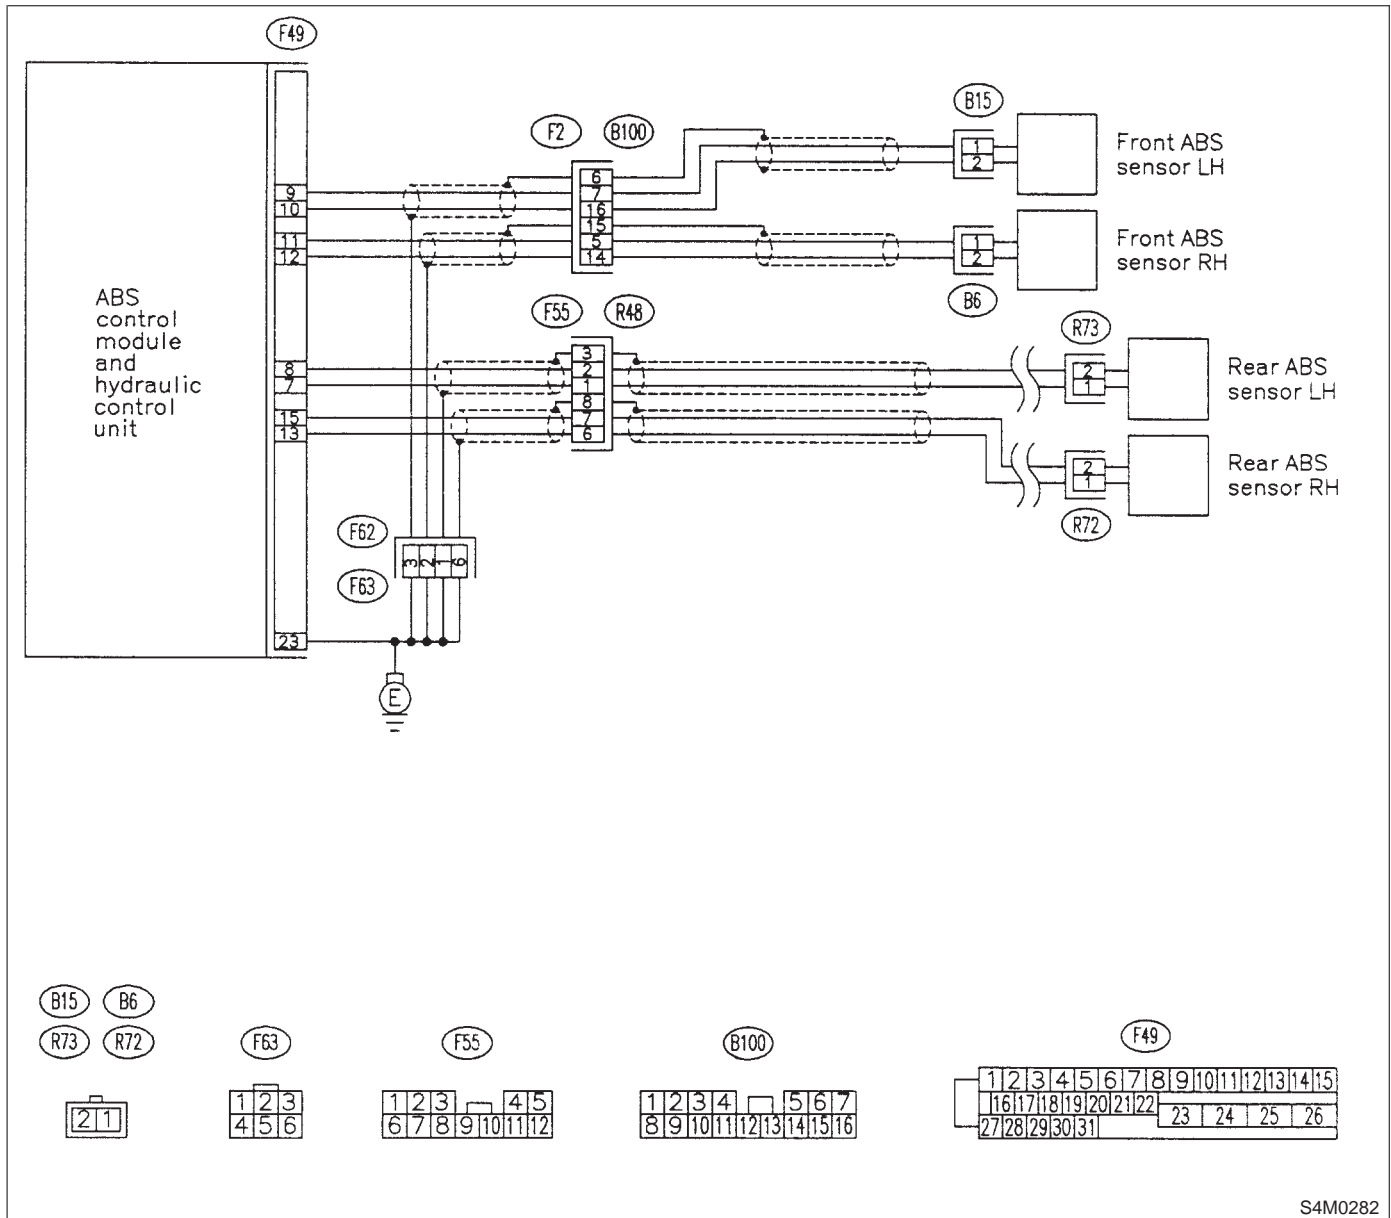 F49
B15
F2 B100
1
2
Front ABS
sensor LH
6
7
16
15
5
14
9
10
11
12
1
2
Front ABS
sensor RH
B6
ABS
control
module
and
hydraulic
control
unit
F55 R48
R73
3
2
1
8
7
6
8
7
15
13
2
1
Rear ABS
sensor LH
2
1
Rear ABS
sensor RH
R72
F62
3 2 1 6
F63
23
E
B15 B6
R73 R72
2 1
F63
1 2 3
4 5 6
F55
1 2 3 4 5
6 7 8 9 10 11 12
B100
1 2 3 4 5 6 7
8 9 10 11 12 13 14 15 16
F49
1 2 3 4 5 6 7 8 9 10 11 12 13 14 15
16 17 18 19 20 21 22
23 24 25 26
27 28 29 30 31
S4M0282